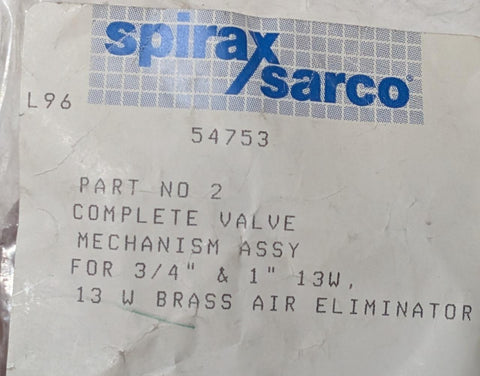 spirax
sarco
L96
54753
PART NO 2
COMPLETE VALVE
MECHANISM ASSY
FOR 3/4" & 1" 13W,
13 W BRASS AIR ELIMINATOR